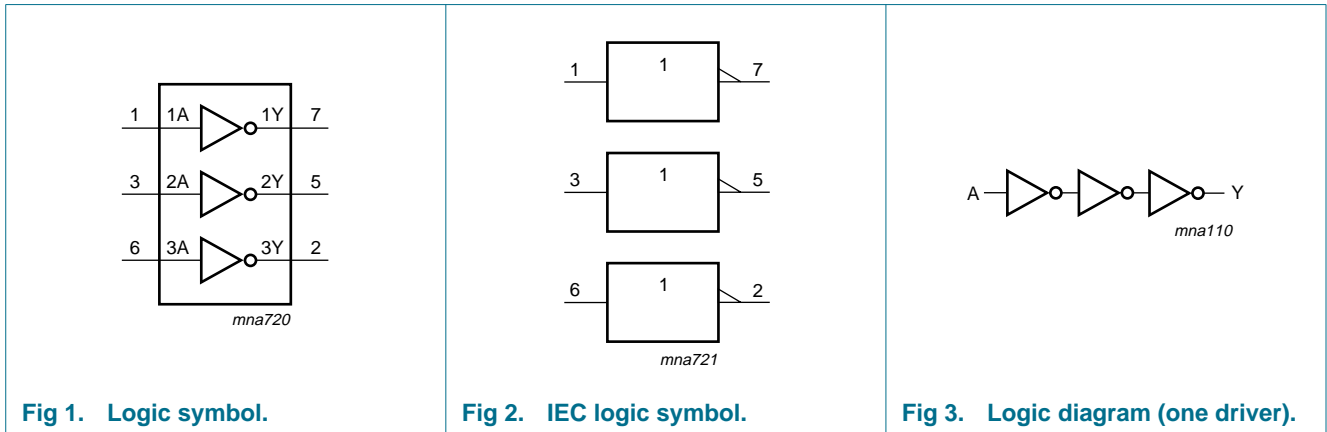 1 1A 1Y 7
3 2A 2Y 5
6 3A 3Y 2
mna720
Fig 1. Logic symbol.
1 1 7
3 1 5
6 1 2
mna721
Fig 2. IEC logic symbol.
A Y
mna110
Fig 3. Logic diagram (one driver).